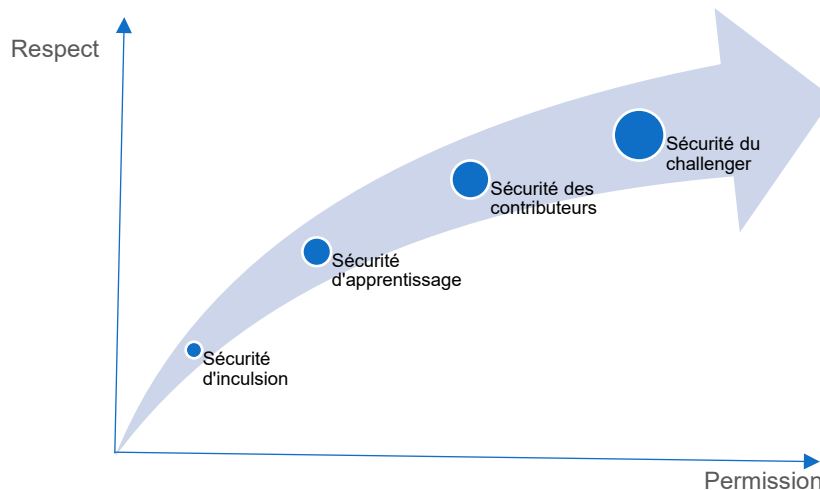 Respect
Sécurité du
challenger
Sécurité des
contributeurs
Sécurité
d'apprentissage
Sécurité
d'inculsion
Permission